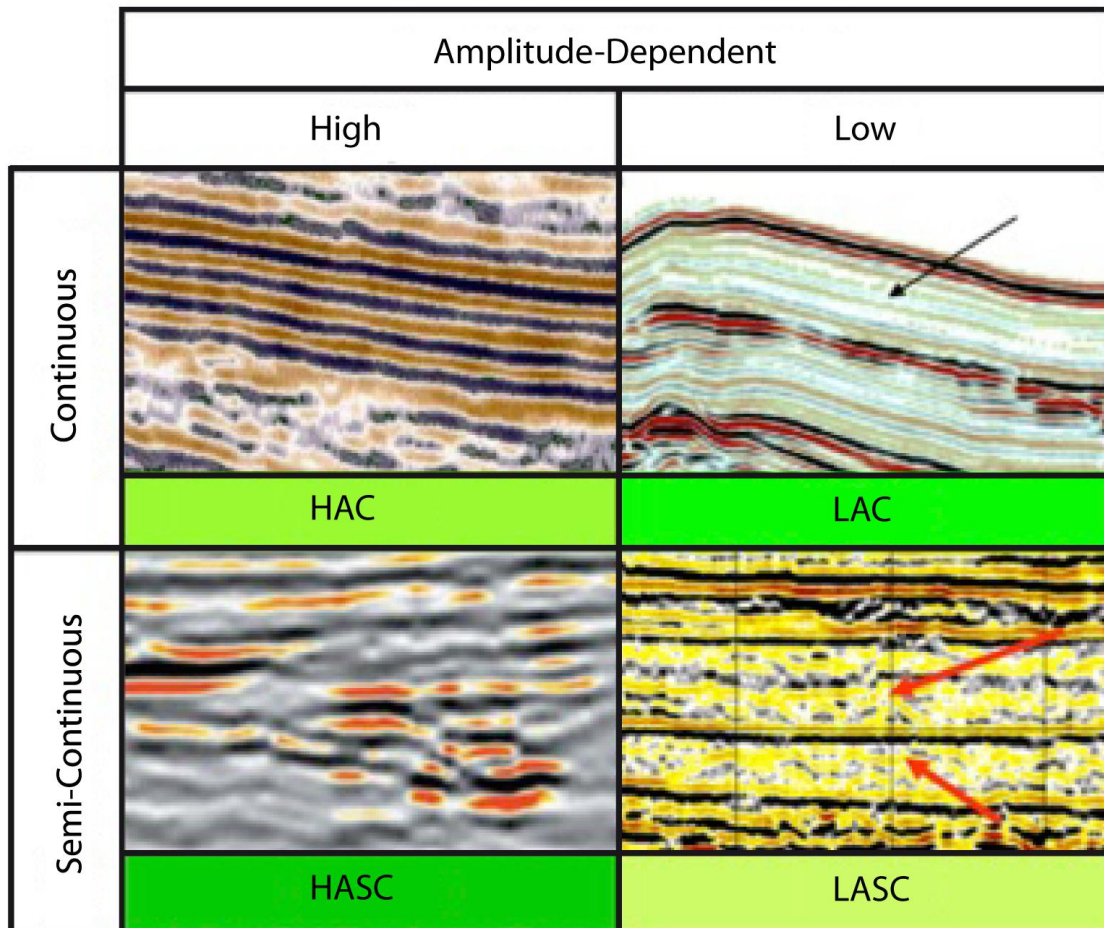 Amplitude-Dependent
High
Low
Continuous
HAC
LAC
Semi-Continuous
HASC
LASC